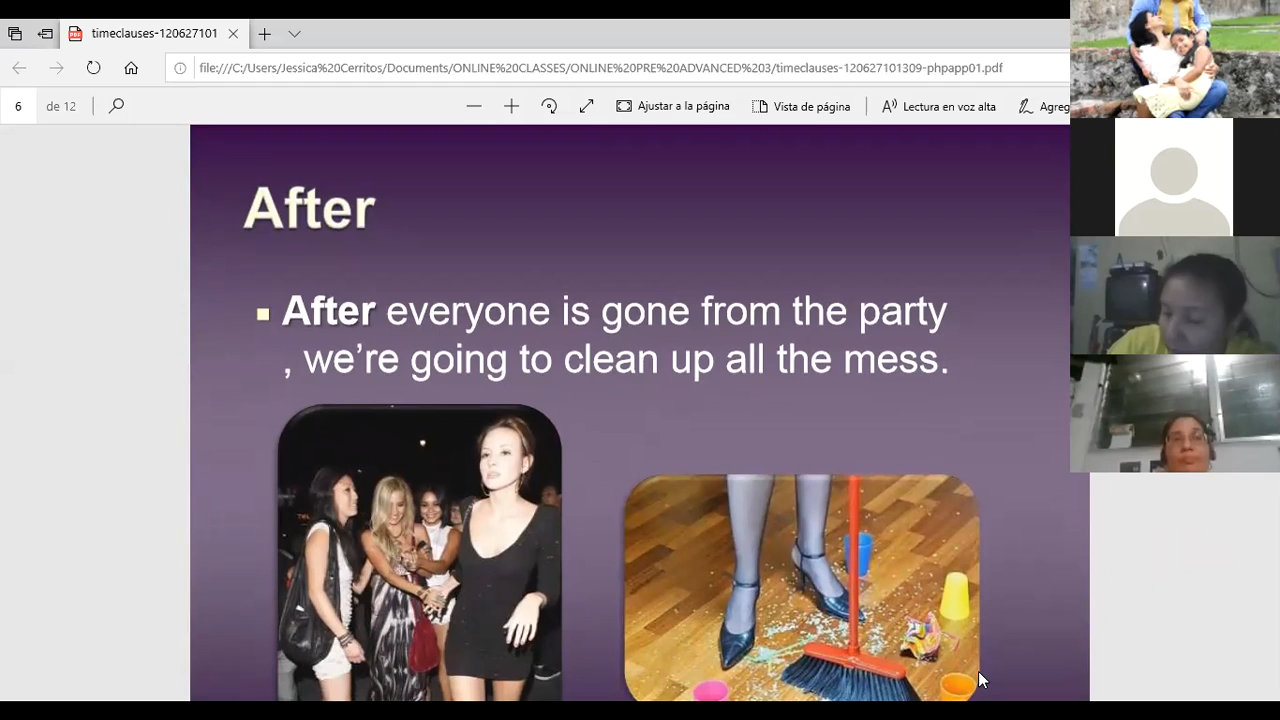 timeclauses-120627101
file:///C:/Users/Jessica%20Cerritos/Documents/ONLINE%20CLASSES/ONLINE%20PRE%20ADVANCED%203/timeclauses-120627101309-phpapp01.pdf
6 de 12 Ajustar a la página Vista de página Lectura en voz alta Agreg
After
After everyone is gone from the party
, we're going to clean up all the mess.